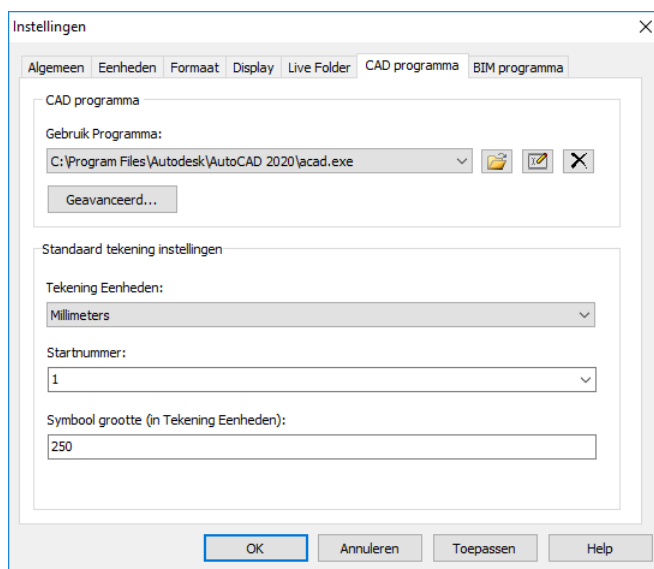 Instellingen
Algemeen Eenheden Formaat Display Live Folder CAD programma BIM programma
CAD programma
Gebruik Programma:
C:\Program Files\Autodesk\AutoCAD 2020\acad.exe
Geavanceerd...
Standaard tekening instellingen
Tekening Eenheden:
Millimeters
Startnummer:
1
Symbool grootte (in Tekening Eenheden):
250
OK Annuleren Toepassen Help